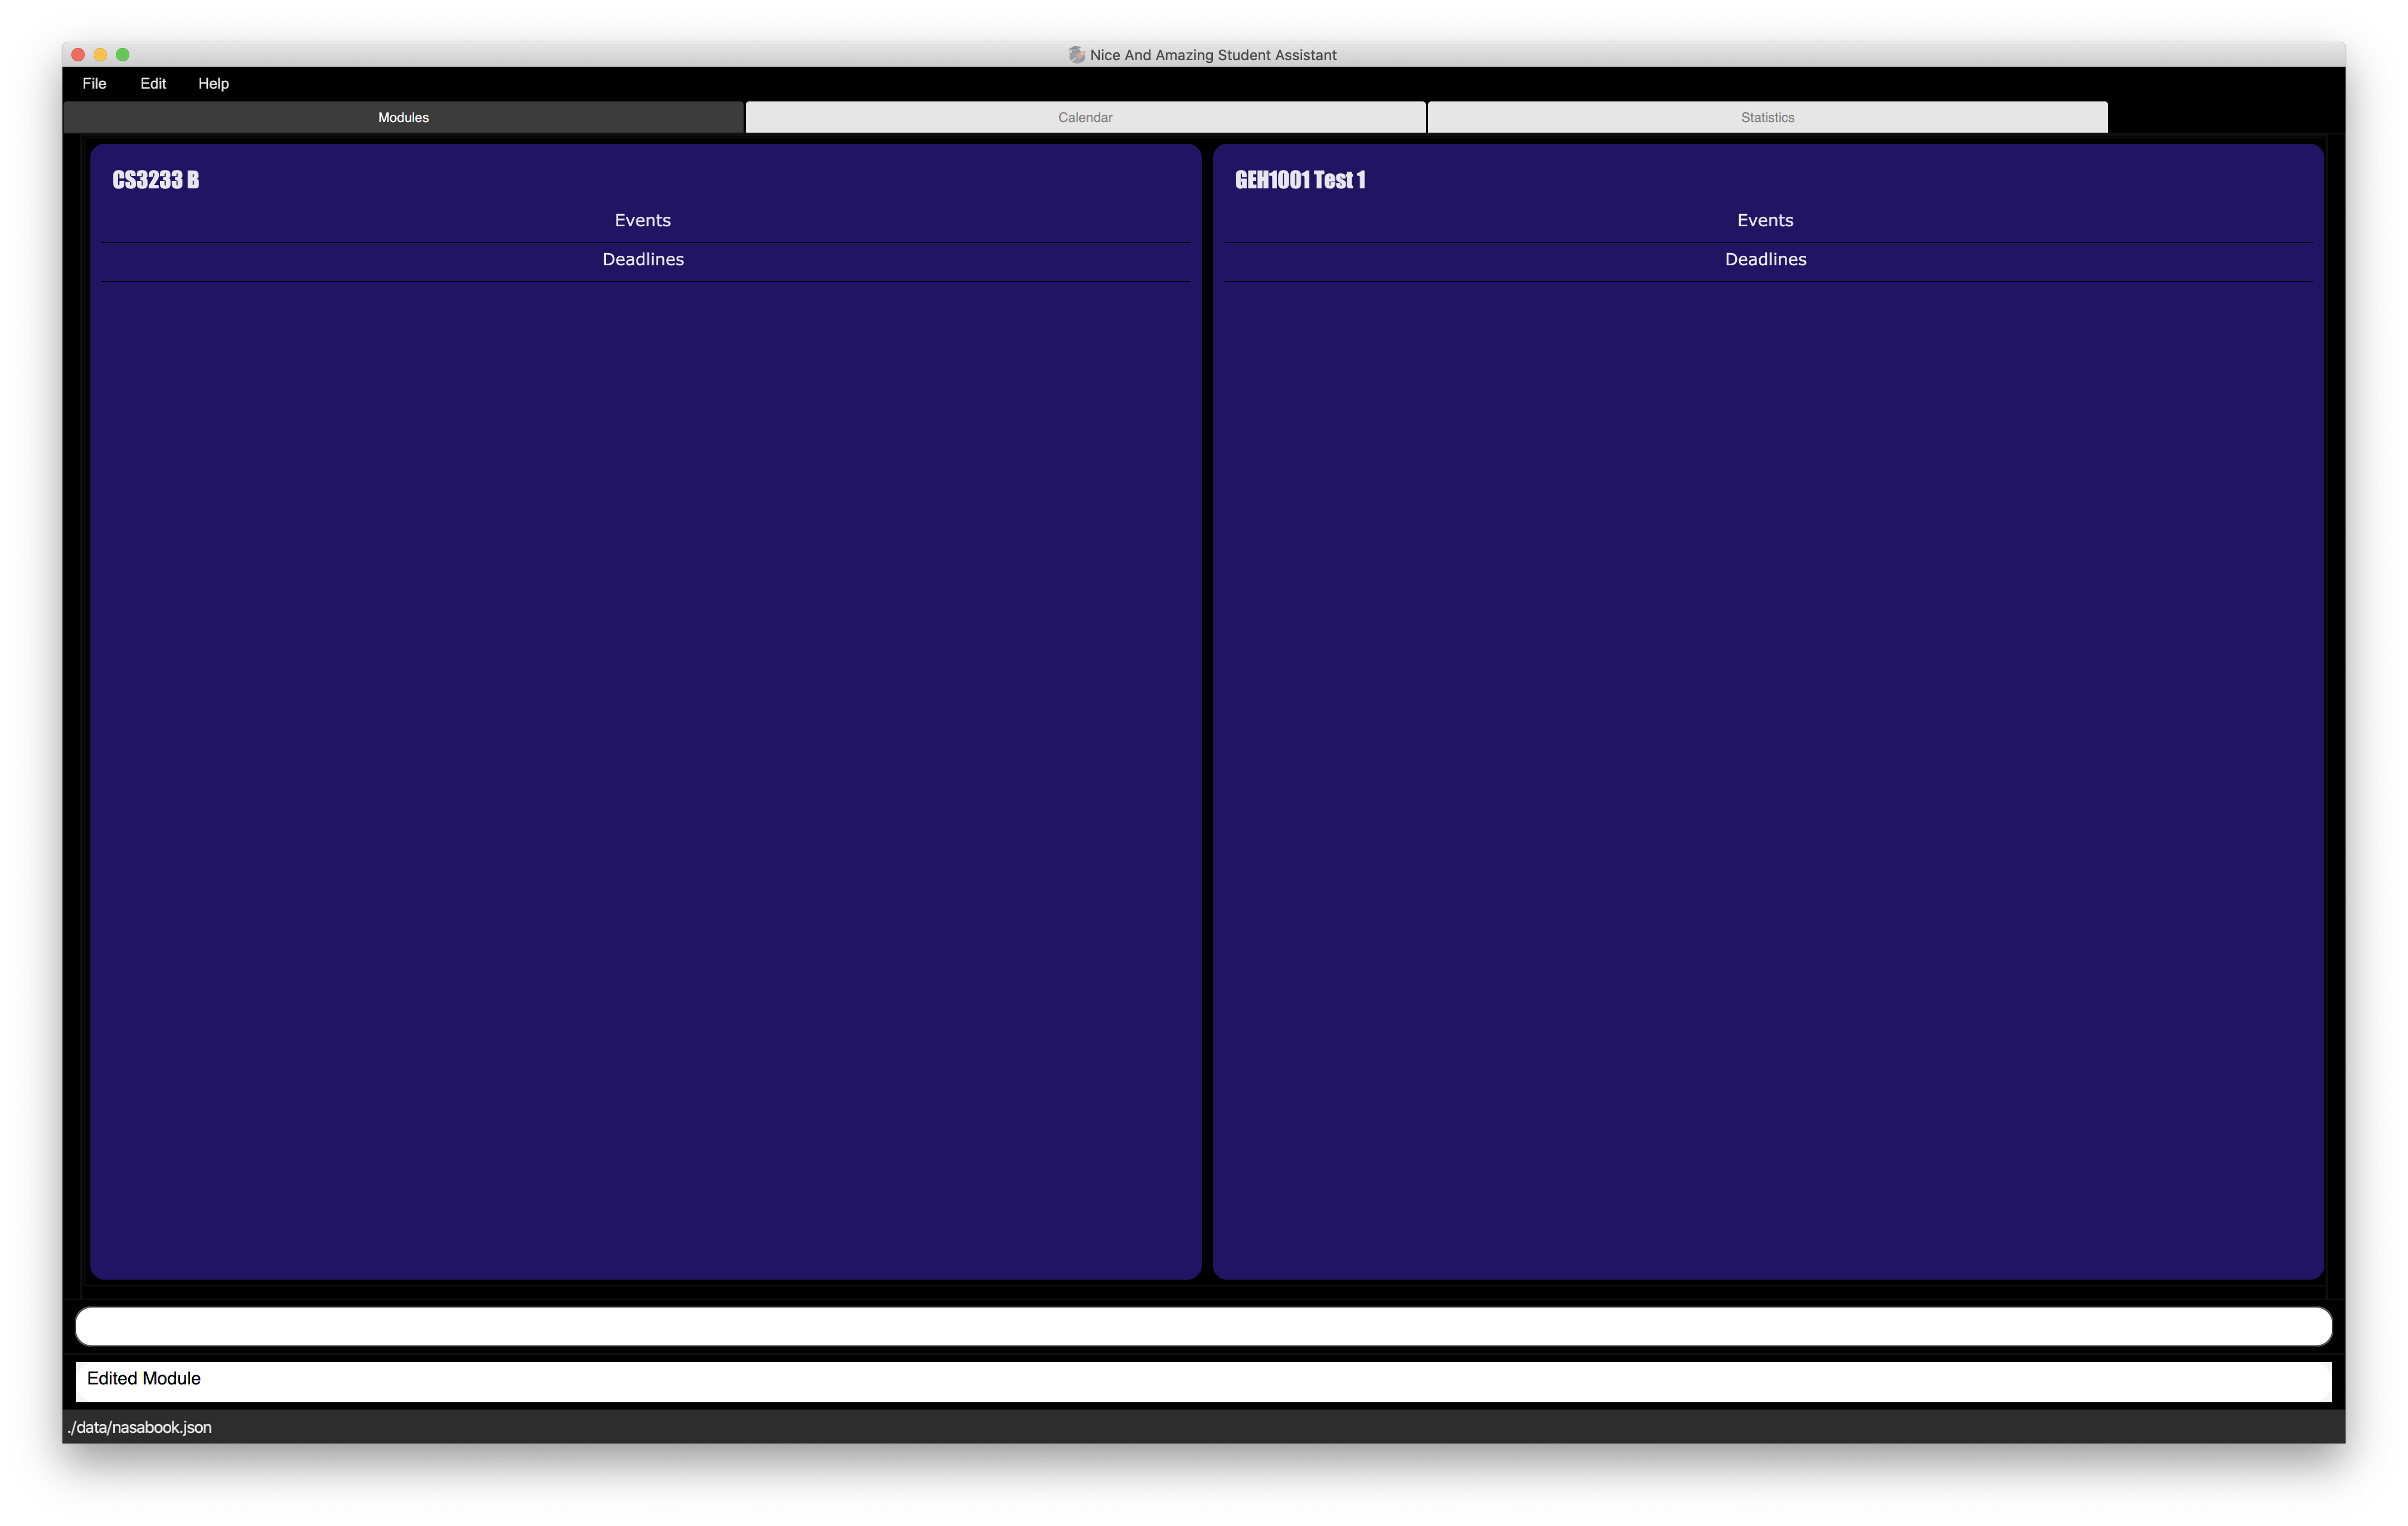 Nice And Amazing Student Assistant
File Edit Help
Modules Calendar Statistics
CS3233 B
Events
Deadlines
GEH1001 Test 1
Events
Deadlines
Edited Module
./data/nasabook.json